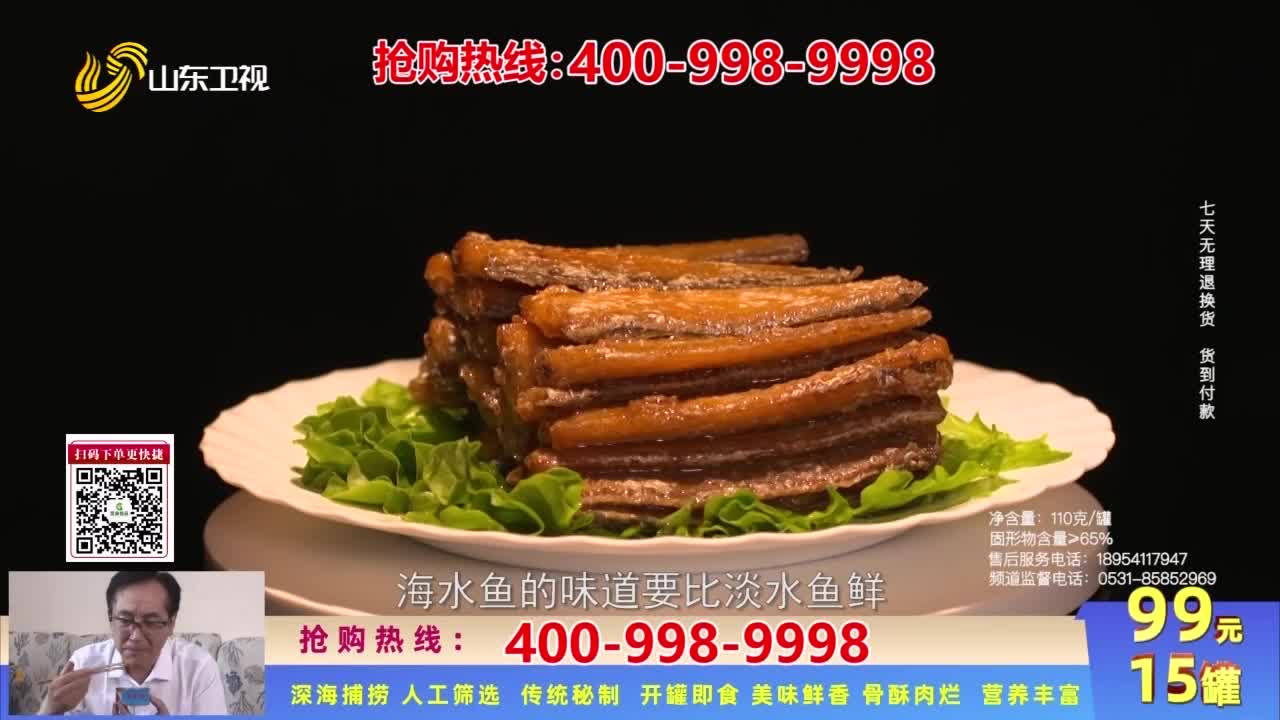 山东卫视
抢购热线:400-998-9998
七天无理退换货 货到付款
扫码下单更快捷
净含量：110克/罐
固形物含量≥65%
售后服务电话：18954117947
频道监督电话：0531-85852969
海水鱼的味道要比淡水鱼鲜
抢购热线： 400-998-9998
99元
15罐
深海捕捞 人工筛选 传统秘制 开罐即食 美味鲜香 骨酥肉烂 营养丰富